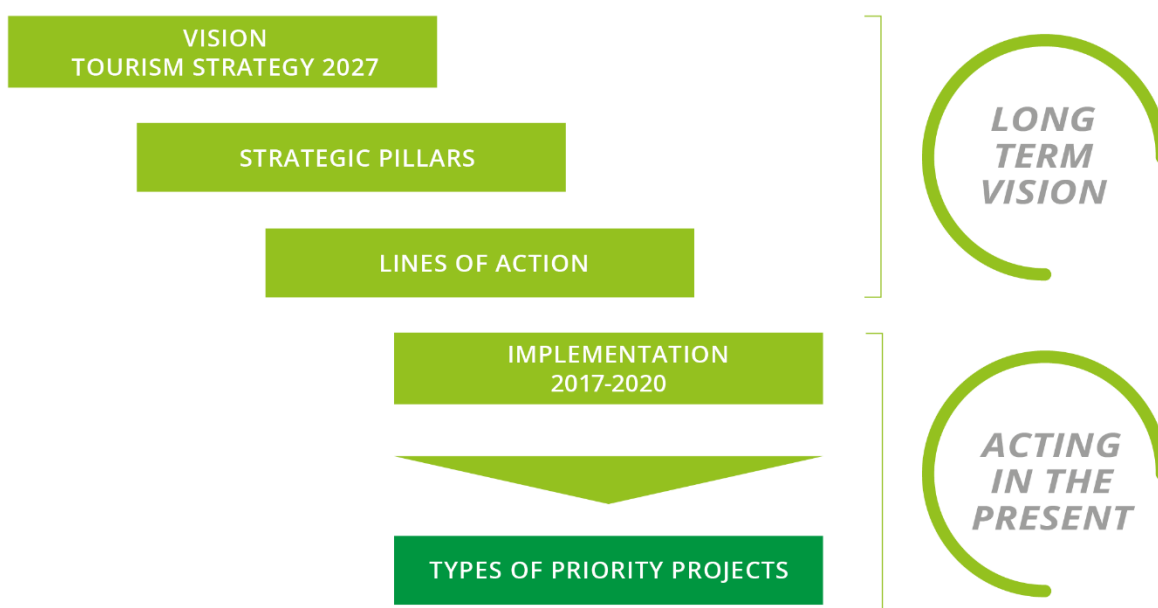 VISION
TOURISM STRATEGY 2027
STRATEGIC PILLARS
LINES OF ACTION
LONG
TERM
VISION
IMPLEMENTATION
2017-2020
TYPES OF PRIORITY PROJECTS
ACTING
IN THE
PRESENT